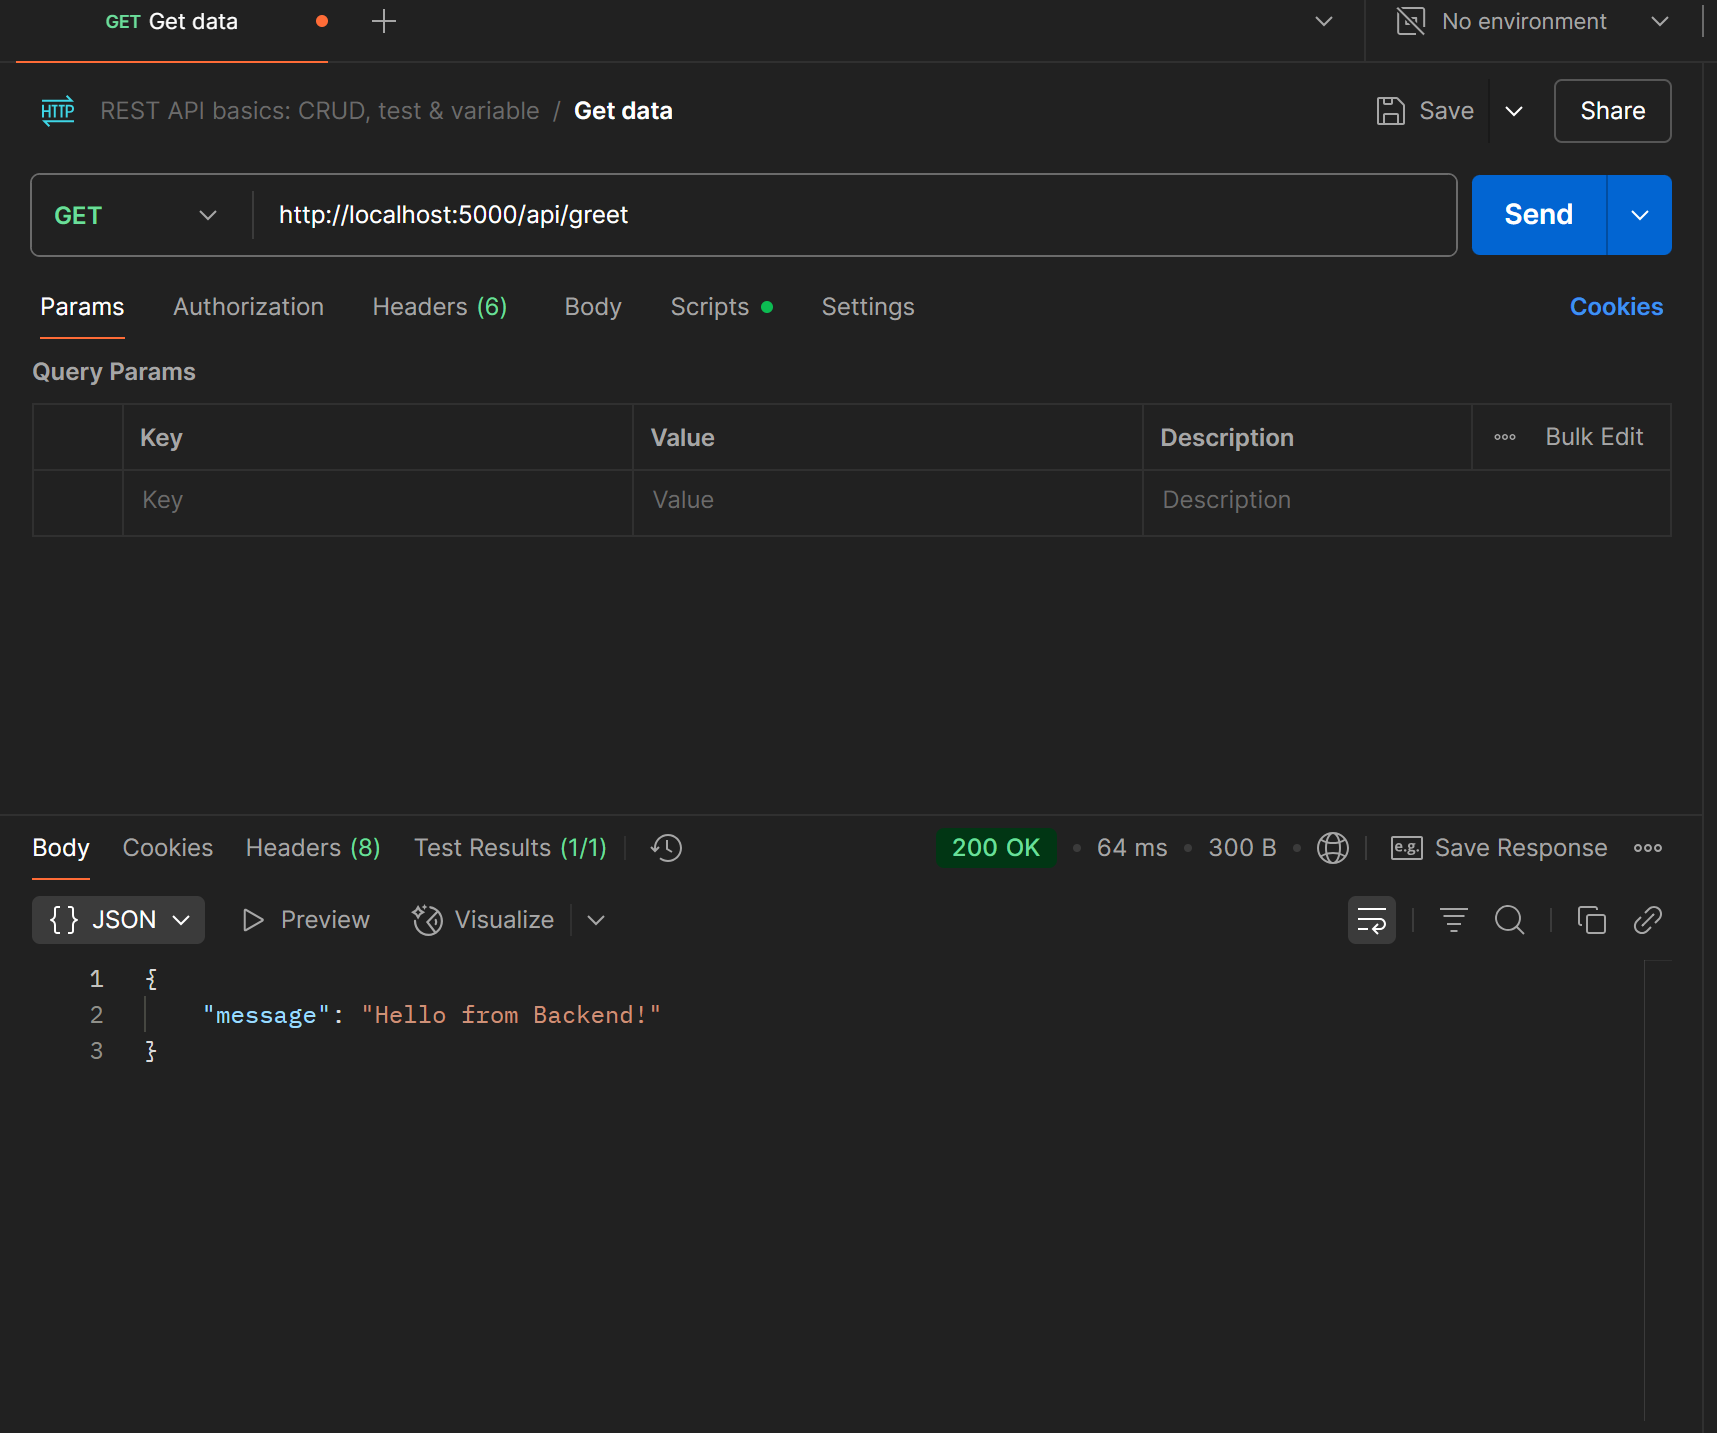 GET Get data
No environment
HTTP REST API basics: CRUD, test & variable / Get data
Save
Share
GET
http://localhost:5000/api/greet
Send
Params
Authorization
Headers (6)
Body
Scripts
Settings
Cookies
Query Params
Key
Value
Description
Bulk Edit
Key
Value
Description
Body
Cookies
Headers (8)
Test Results (1/1)
200 OK
64 ms
300 B
e.g. Save Response
{ } JSON
Preview
Visualize
1 {
2 "message": "Hello from Backend!"
3 }